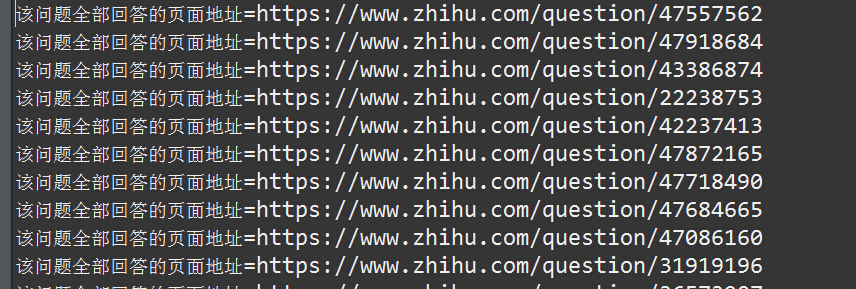 该问题全部回答的页面地址=https://www.zhihu.com/question/47557562
该问题全部回答的页面地址=https://www.zhihu.com/question/47918684
该问题全部回答的页面地址=https://www.zhihu.com/question/43386874
该问题全部回答的页面地址=https://www.zhihu.com/question/22238753
该问题全部回答的页面地址=https://www.zhihu.com/question/42237413
该问题全部回答的页面地址=https://www.zhihu.com/question/47872165
该问题全部回答的页面地址=https://www.zhihu.com/question/47718490
该问题全部回答的页面地址=https://www.zhihu.com/question/47684665
该问题全部回答的页面地址=https://www.zhihu.com/question/47086160
该问题全部回答的页面地址=https://www.zhihu.com/question/31919196